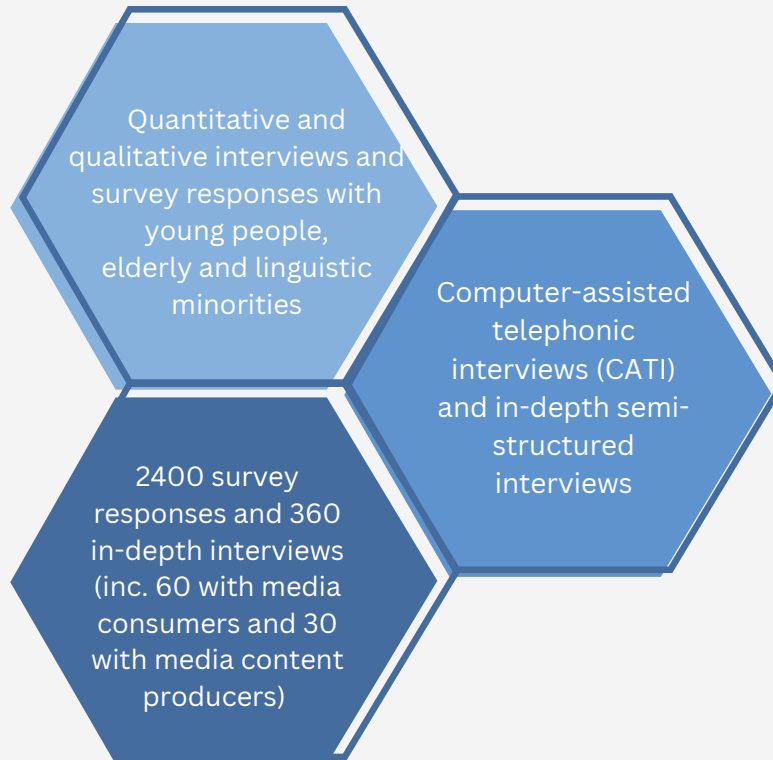 Quantitative and
qualitative interviews and
survey responses with
young people,
elderly and linguistic
minorities
Computer-assisted
telephonic
interviews (CATI)
and in-depth semi-
structured
interviews
2400 survey
responses and 360
in-depth interviews
(inc. 60 with media
consumers and 30
with media content
producers)